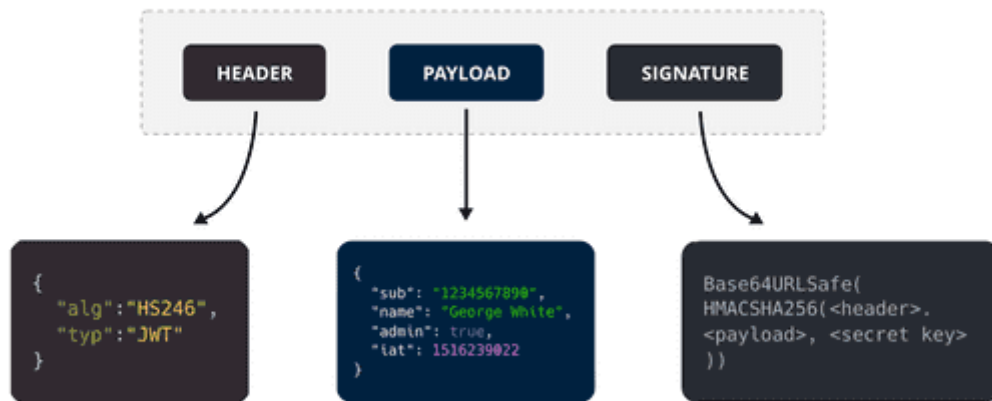 HEADER
PAYLOAD
SIGNATURE
{
"alg":"HS246",
"typ":"JWT"
}
{
"sub": "1234567890",
"name": "George White",
"admin": true,
"iat": 1516239022
}
Base64URLSafe(
HMACSHA256(<header>.
<payload>, <secret key>
))